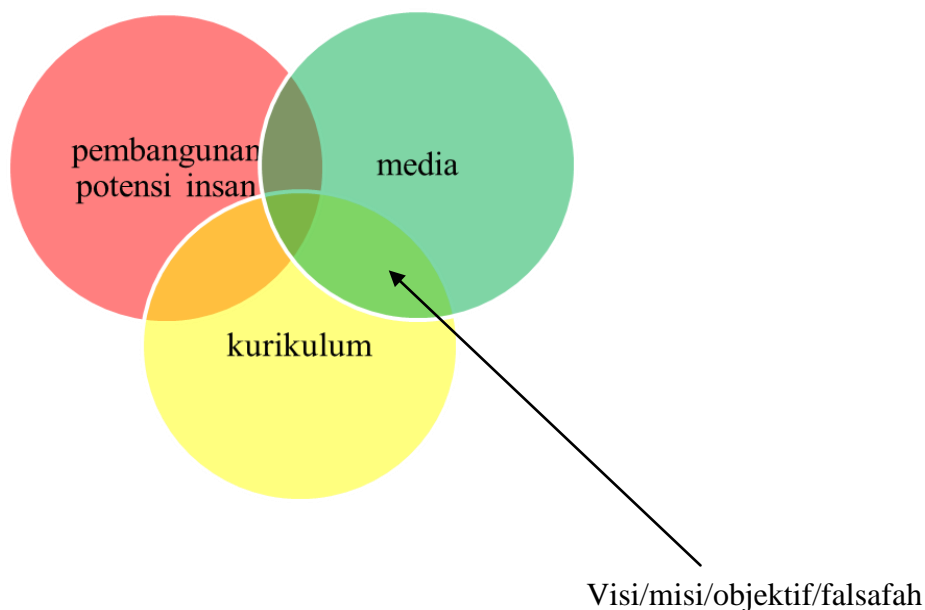 pembangunan
potensi insan
media
kurikulum
Visi/misi/objektif/falsafah